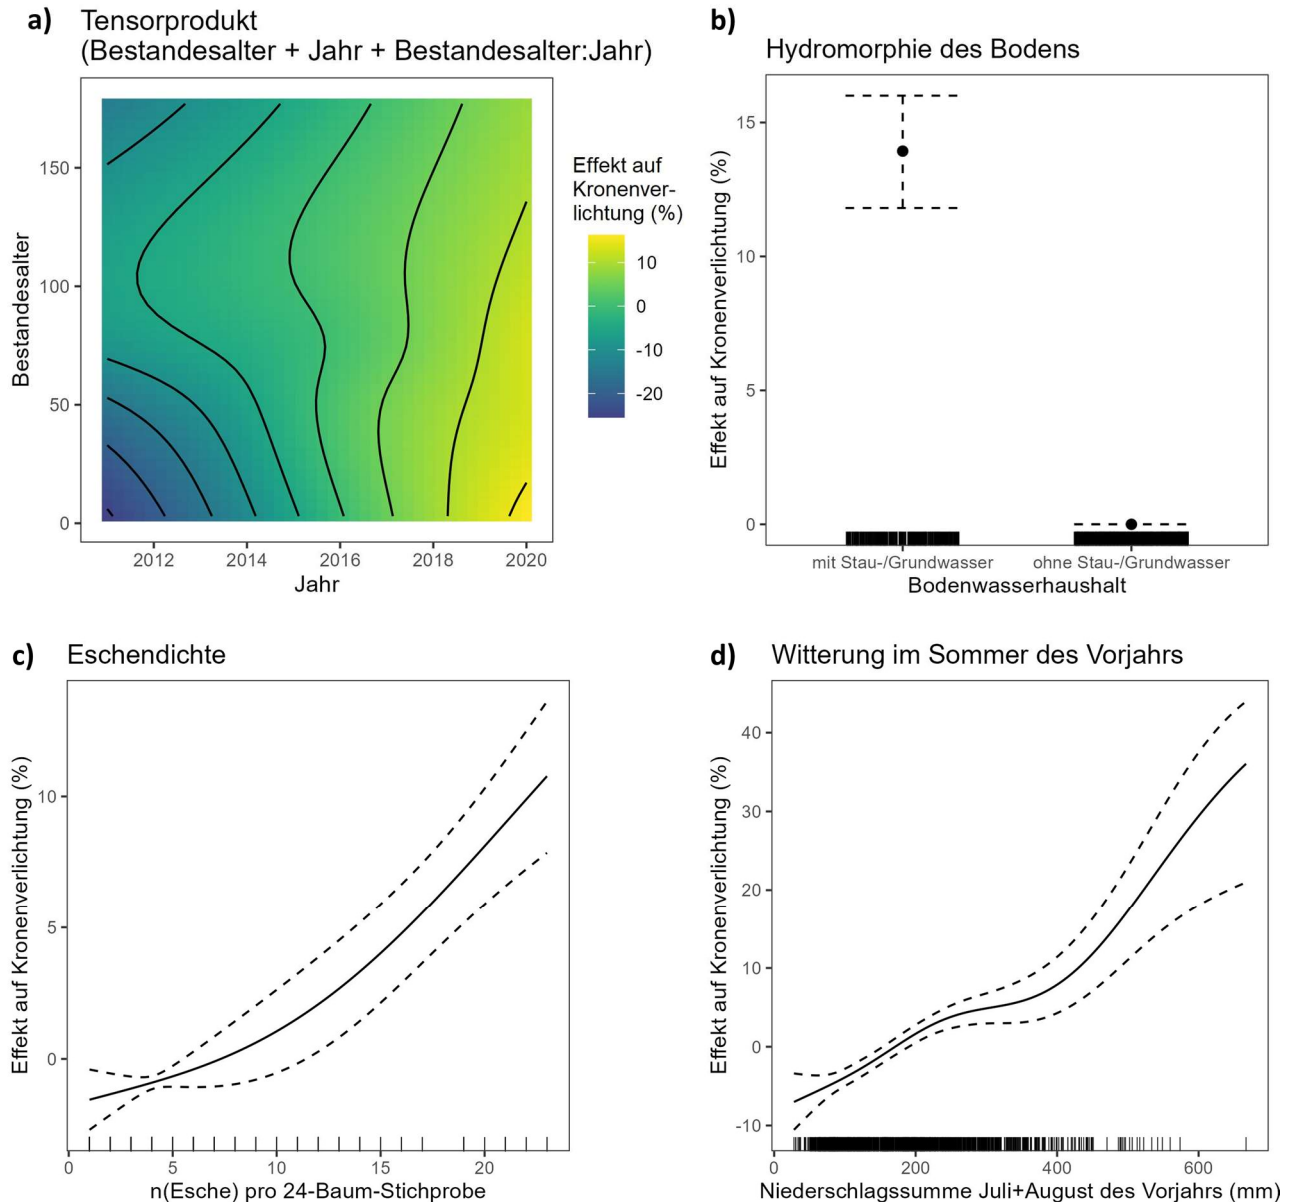 a)
Tensorprodukt
(Bestandesalter + Jahr + Bestandesalter:Jahr)
Bestandesalter
150
100
50
0
2012 2014 2016 2018 2020
Jahr
Effekt auf
Kronenver-
lichtung (%)
10
0
-10
-20
b)
Hydromorphie des Bodens
Effekt auf Kronenverlichtung (%)
15
10
5
0
mit Stau-/Grundwasser ohne Stau-/Grundwasser
Bodenwasserhaushalt
c)
Eschendichte
Effekt auf Kronenverlichtung (%)
10
5
0
0 5 10 15 20
n(Esche) pro 24-Baum-Stichprobe
d)
Witterung im Sommer des Vorjahrs
Effekt auf Kronenverlichtung (%)
40
30
20
10
0
-10
0 200 400 600
Niederschlagssumme Juli+August des Vorjahrs (mm)